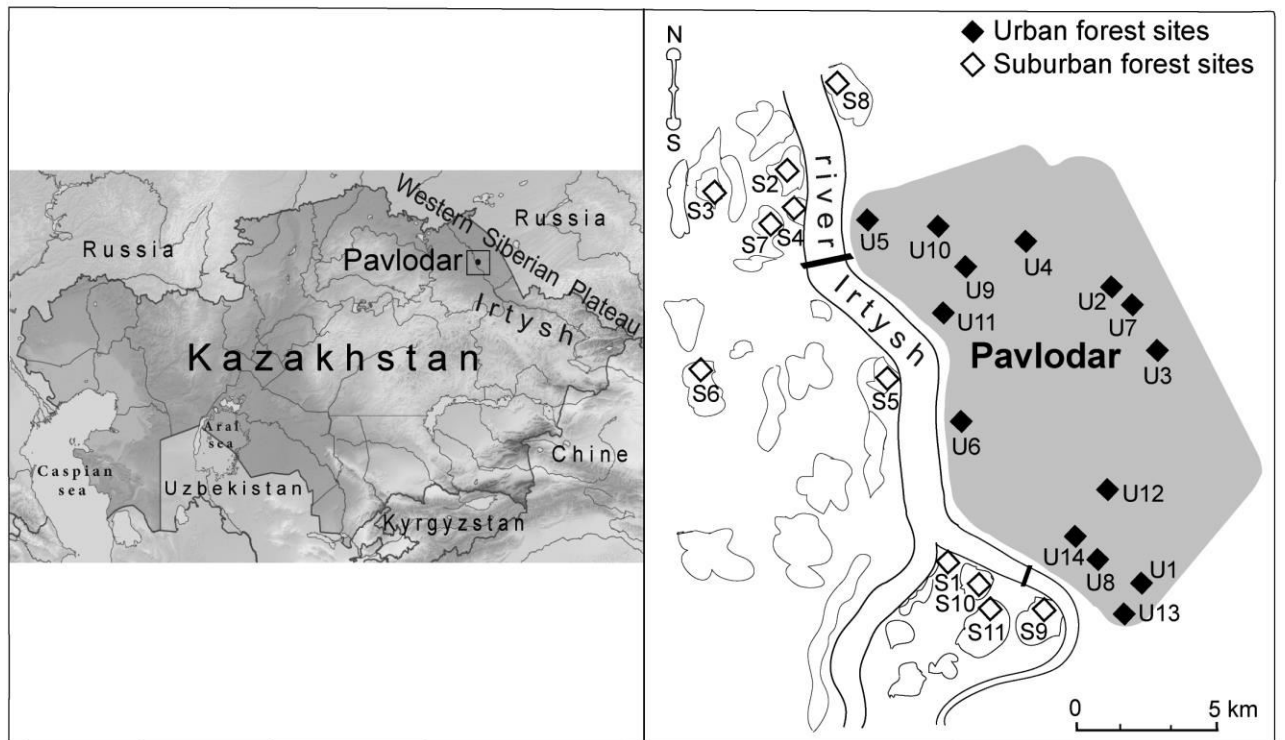 Russia
Western Siberian Plateau
Russia
Pavlodar
Irtysh
Kazakhstan
Aral
sea
Caspian
sea
Uzbekistan
Chine
Kyrgyzstan
N
S
Urban forest sites
Suburban forest sites
S8
river
S2
S3
S4
S7
U5
U10
U4
U9
U2
U7
U11
Irtysh
Pavlodar
U3
S6
S5
U6
U12
U14
U8
U1
S1
S10
S11
S9
U13
0 5 km